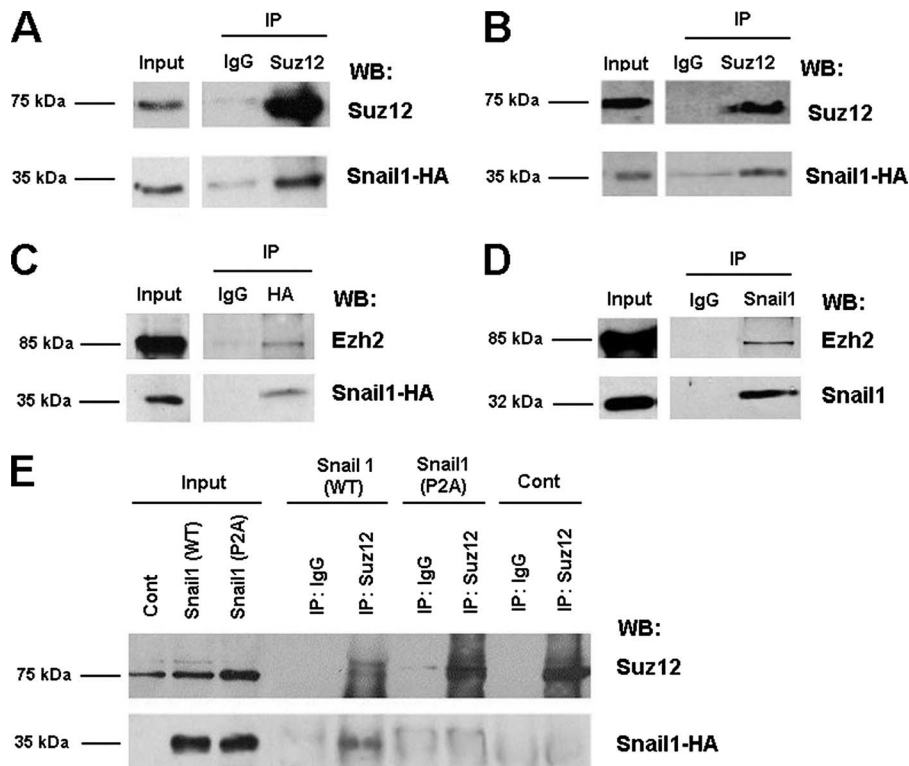 A
IP
Input IgG Suz12 WB:
75 kDa Suz12
35 kDa Snail1-HA
B
IP
Input IgG Suz12 WB:
75 kDa Suz12
35 kDa Snail1-HA
C
IP
Input IgG HA WB:
85 kDa Ezh2
35 kDa Snail1-HA
D
IP
Input IgG Snail1 WB:
85 kDa Ezh2
32 kDa Snail1
E
Input
Snail 1
(WT)
Snail1
(P2A)
Cont
Cont
Snail1 (WT)
Snail1 (P2A)
IP: IgG
IP: Suz12
IP: IgG
IP: Suz12
IP: IgG
IP: Suz12
WB:
75 kDa Suz12
35 kDa Snail1-HA